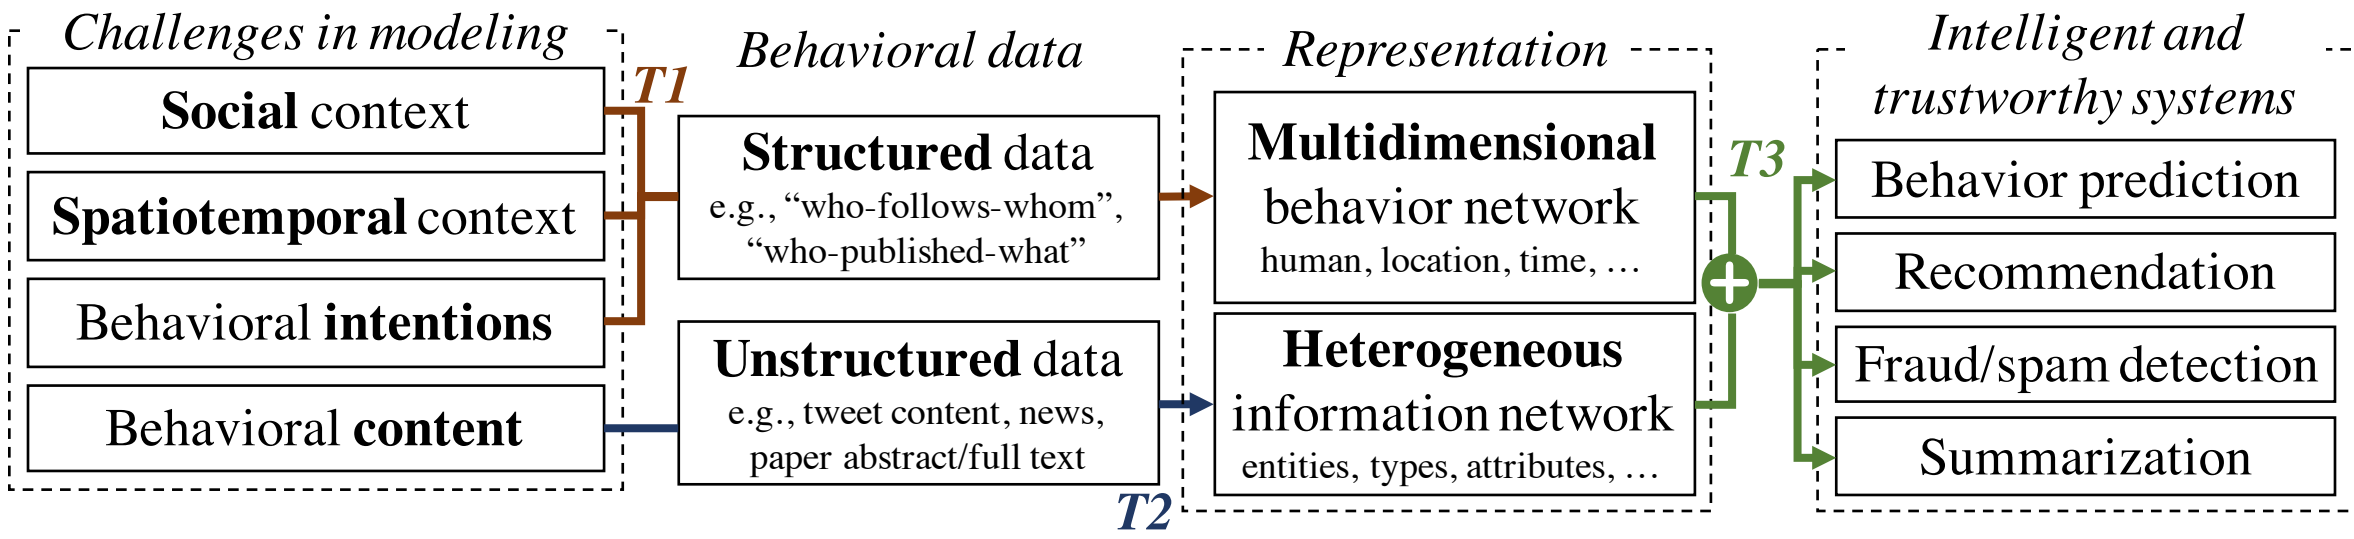 Challenges in modeling
Social context
Spatiotemporal context
Behavioral intentions
Behavioral content
T1
Behavioral data
Structured data
e.g., “who-follows-whom”,
“who-published-what”
Unstructured data
e.g., tweet content, news,
paper abstract/full text
T2
Representation
Multidimensional
behavior network
human, location, time, …
Heterogeneous
information network
entities, types, attributes, …
T3
Intelligent and
trustworthy systems
Behavior prediction
Recommendation
Fraud/spam detection
Summarization